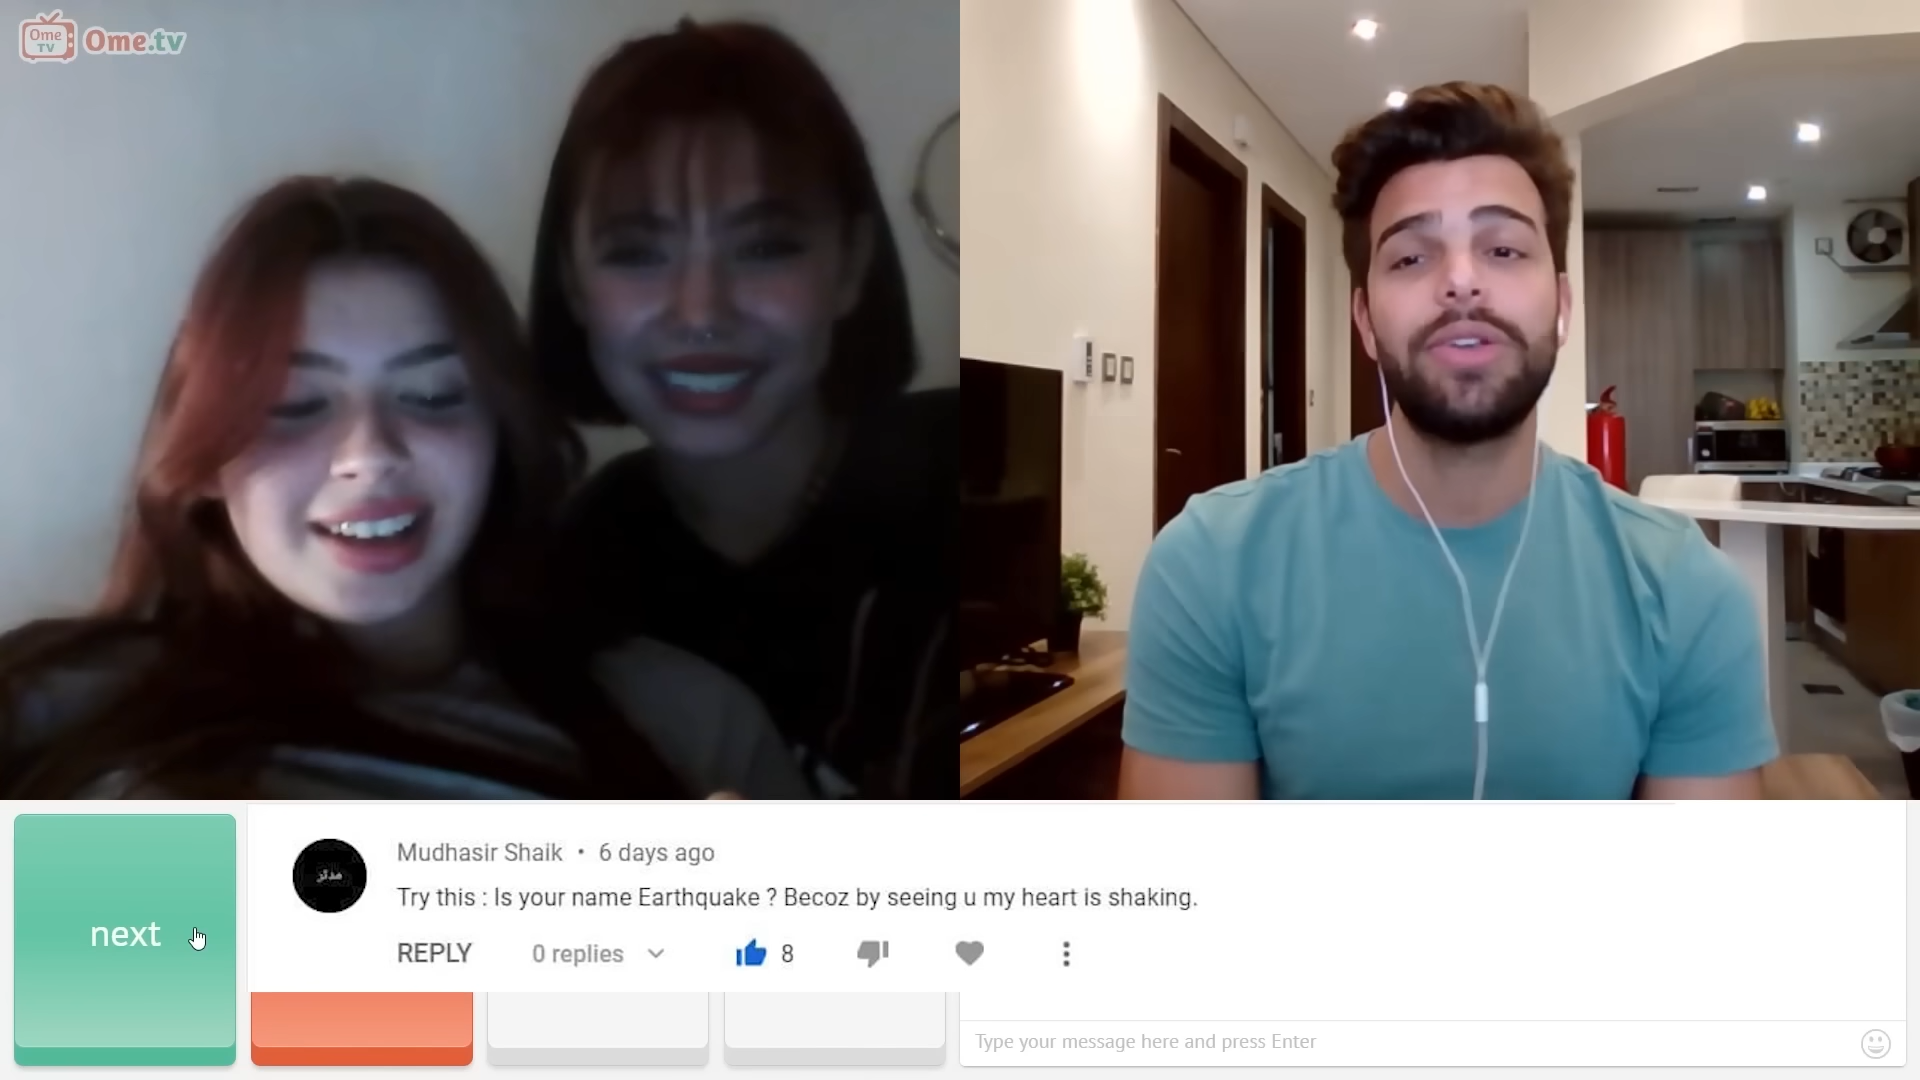 Ome TV Ome.tv
Mudhasir Shaik • 6 days ago
Try this : Is your name Earthquake ? Becoz by seeing u my heart is shaking.
REPLY 0 replies 8
next
Type your message here and press Enter